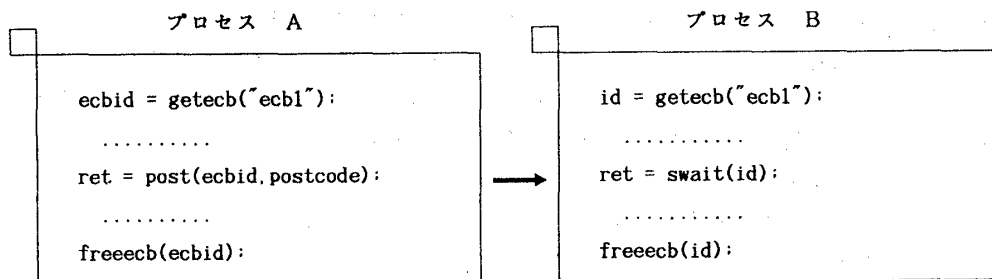 プロセス A
ecbid = getecb("ecb1");
..........
ret = post(ecbid,postcode);
..........
freeecb(ecbid);
プロセス B
id = getecb("ecb1");
...........
ret = swait(id);
...........
freeecb(id);